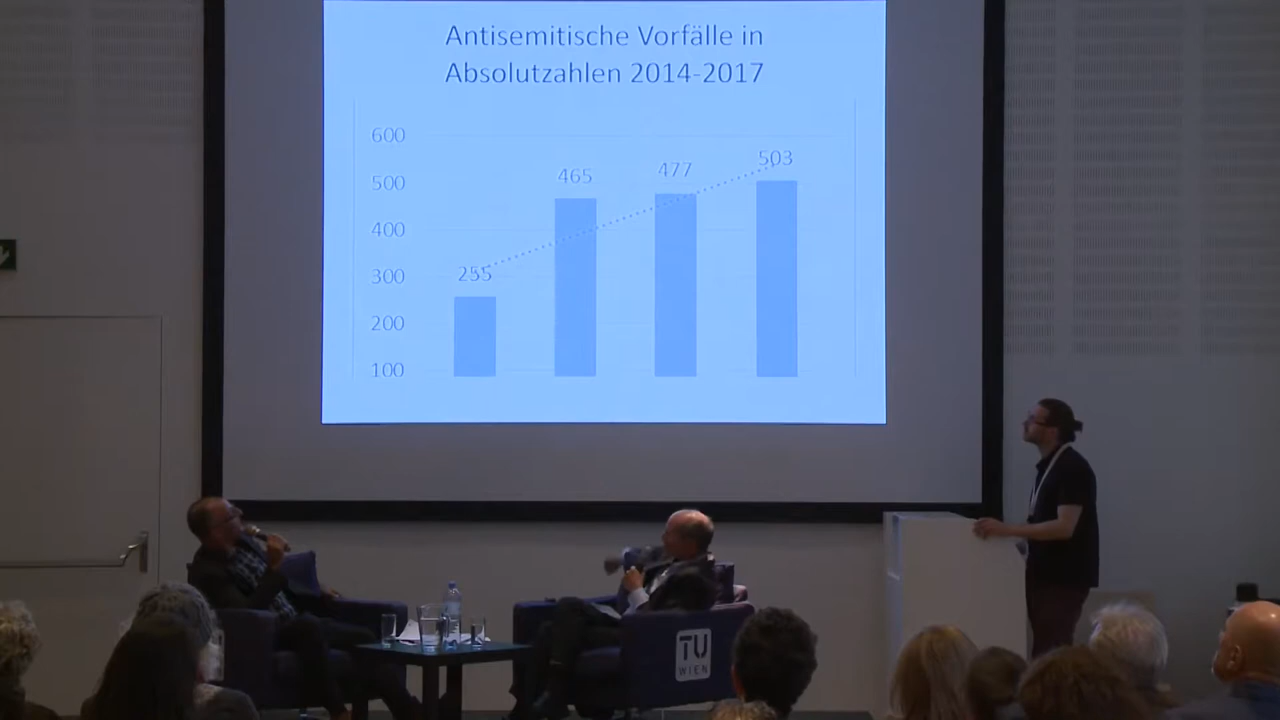 Antisemitische Vorfälle in
Absolutzahlen 2014-2017
600
503
477
465
500
400
255
300
200
100
TU
WIEN